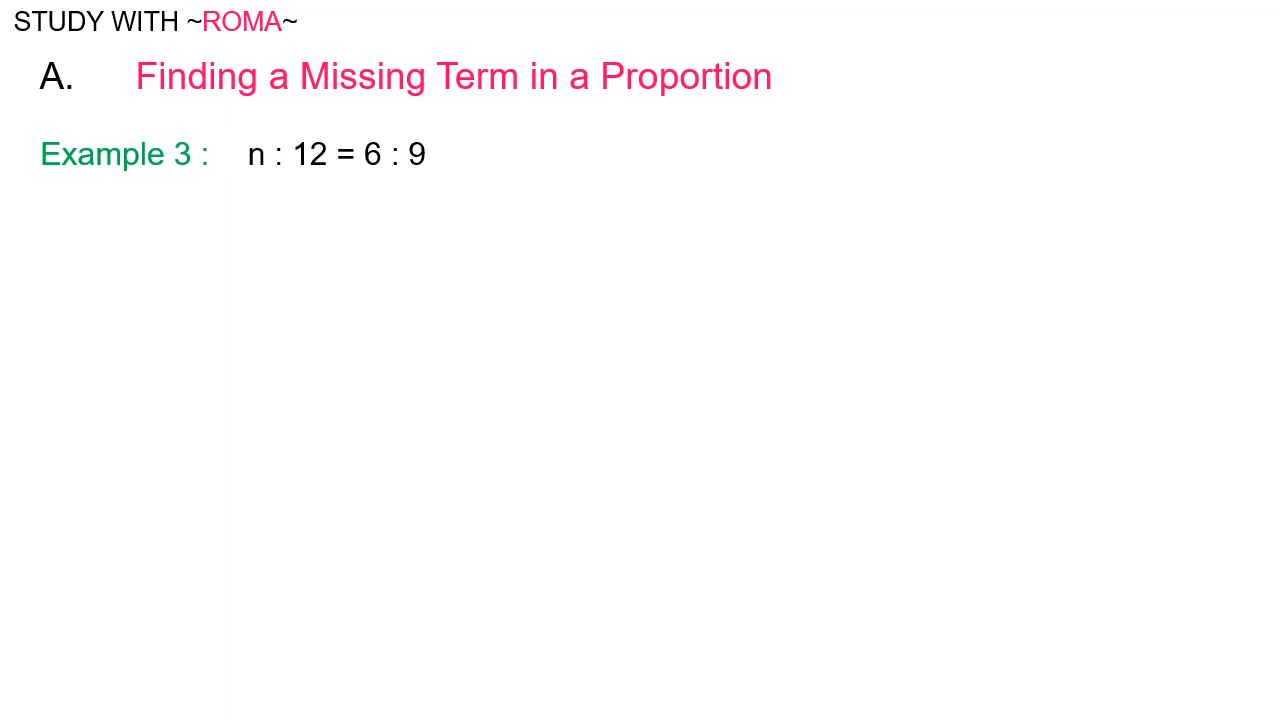 STUDY WITH ~ROMA~
A. Finding a Missing Term in a Proportion
Example 3 : n : 12 = 6 : 9